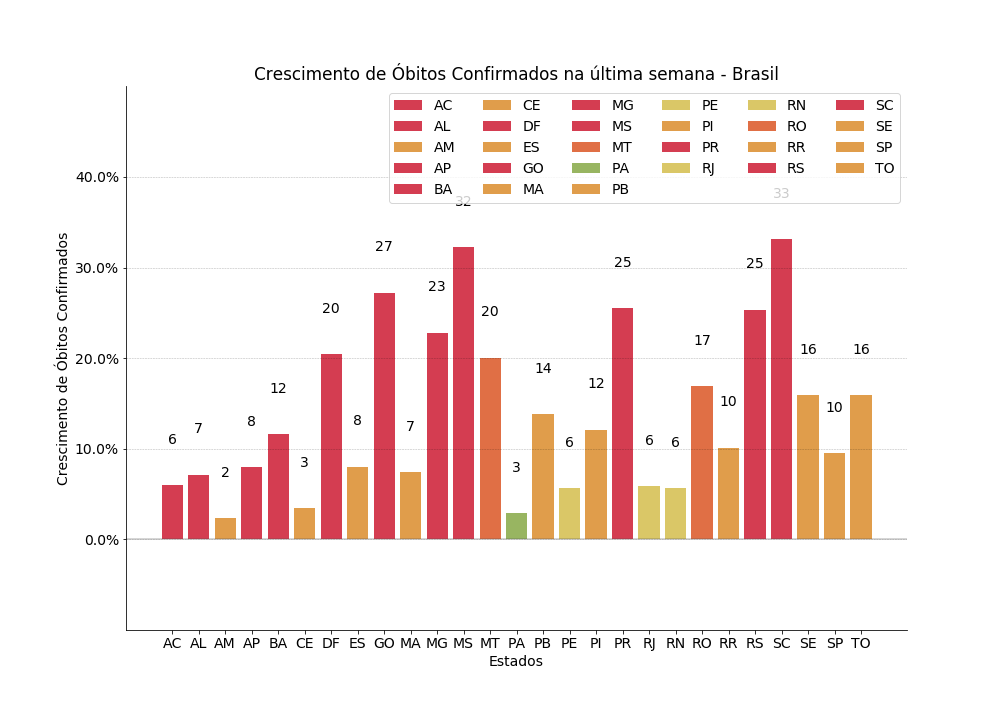 Crescimento de Óbitos Confirmados na última semana - Brasil
AC CE MG PE RN SC
AL DF MS PI RO SE
AM ES MT PR RR SP
AP GO PA RJ RS TO
BA MA PB
Crescimento de Óbitos Confirmados
40.0%
30.0%
20.0%
10.0%
0.0%
6 7 2 8 12 3 20 8 27 7 23 32 20 3 14 6 12 25 6 6 17 10 25 33 16 10 16
AC AL AM AP BA CE DF ES GO MA MG MS MT PA PB PE PI PR RJ RN RO RR RS SC SE SP TO
Estados